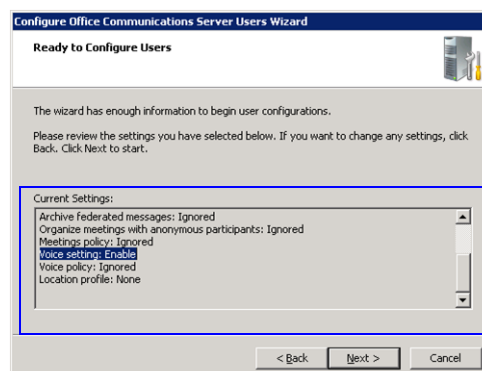 Configure Office Communications Server Users Wizard
Ready to Configure Users
The wizard has enough information to begin user configurations.
Please review the settings you have selected below. If you want to change any settings, click
Back. Click Next to start.
Current Settings:
Archive federated messages: Ignored
Organize meetings with anonymous participants: Ignored
Meetings policy: Ignored
Voice setting: Enable
Voice policy: Ignored
Location profile: None
< Back
Next >
Cancel